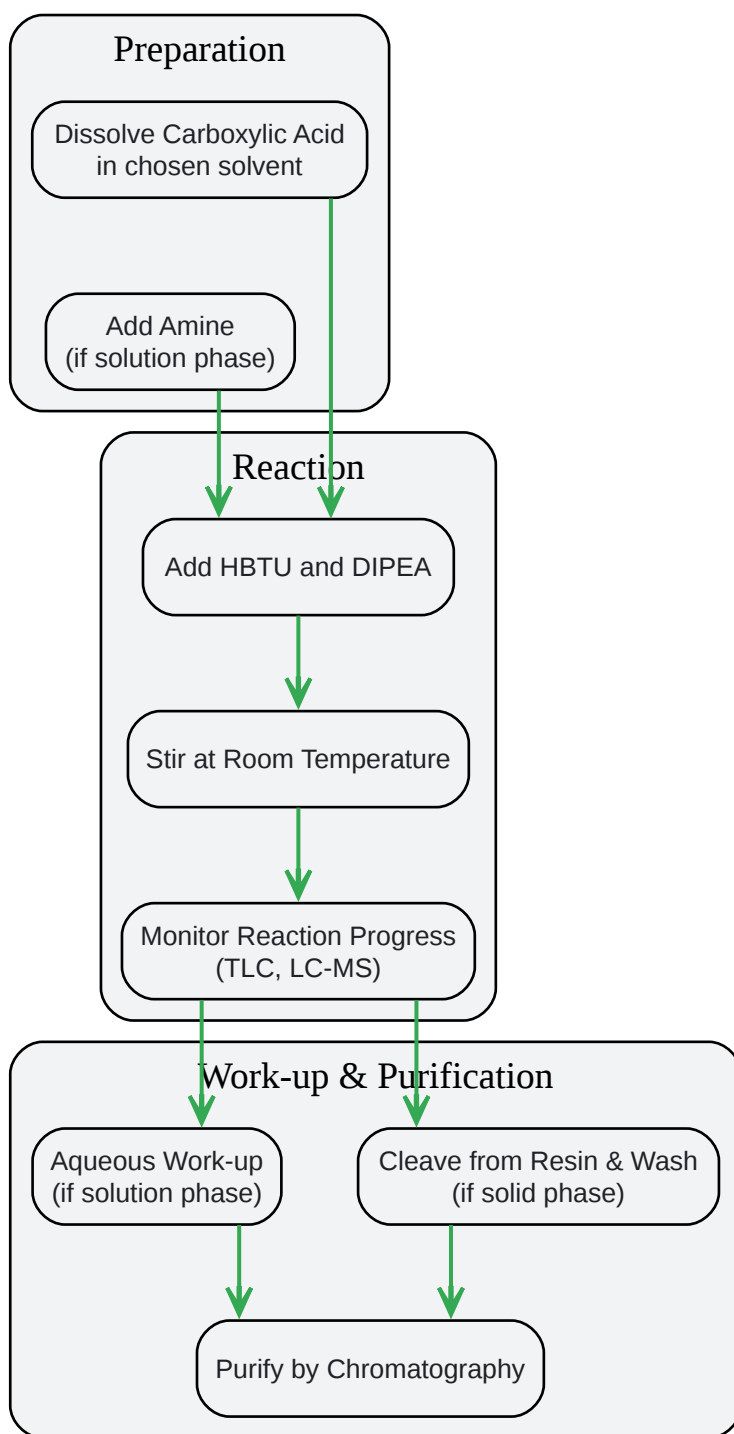 Preparation
Dissolve Carboxylic Acid
in chosen solvent
Add Amine
(if solution phase)
Reaction
Add HBTU and DIPEA
Stir at Room Temperature
Monitor Reaction Progress
(TLC, LC-MS)
Work-up & Purification
Aqueous Work-up
(if solution phase)
Cleave from Resin & Wash
(if solid phase)
Purify by Chromatography